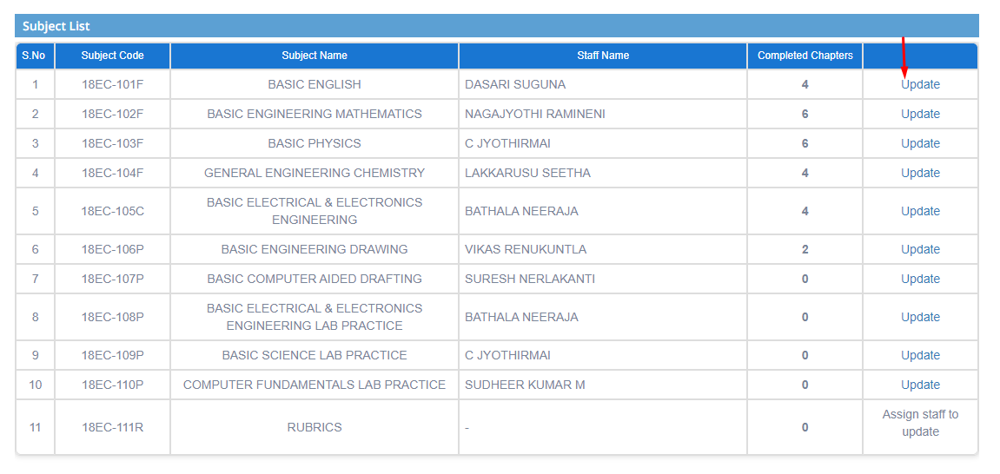 Subject List
S.No Subject Code Subject Name Staff Name Completed Chapters
1 18EC-101F BASIC ENGLISH DASARI SUGUNA 4 Update
2 18EC-102F BASIC ENGINEERING MATHEMATICS NAGAJYOTHI RAMINENI 6 Update
3 18EC-103F BASIC PHYSICS C JYOTHIRMAI 6 Update
4 18EC-104F GENERAL ENGINEERING CHEMISTRY LAKKARUSU SEETHA 4 Update
5 18EC-105C BASIC ELECTRICAL & ELECTRONICS
ENGINEERING BATHALA NEERAJA 4 Update
6 18EC-106P BASIC ENGINEERING DRAWING VIKAS RENUKUNTLA 2 Update
7 18EC-107P BASIC COMPUTER AIDED DRAFTING SURESH NERLAKANTI 0 Update
8 18EC-108P BASIC ELECTRICAL & ELECTRONICS
ENGINEERING LAB PRACTICE BATHALA NEERAJA 0 Update
9 18EC-109P BASIC SCIENCE LAB PRACTICE C JYOTHIRMAI 0 Update
10 18EC-110P COMPUTER FUNDAMENTALS LAB PRACTICE SUDHEER KUMAR M 0 Update
11 18EC-111R RUBRICS - 0 Assign staff to
update